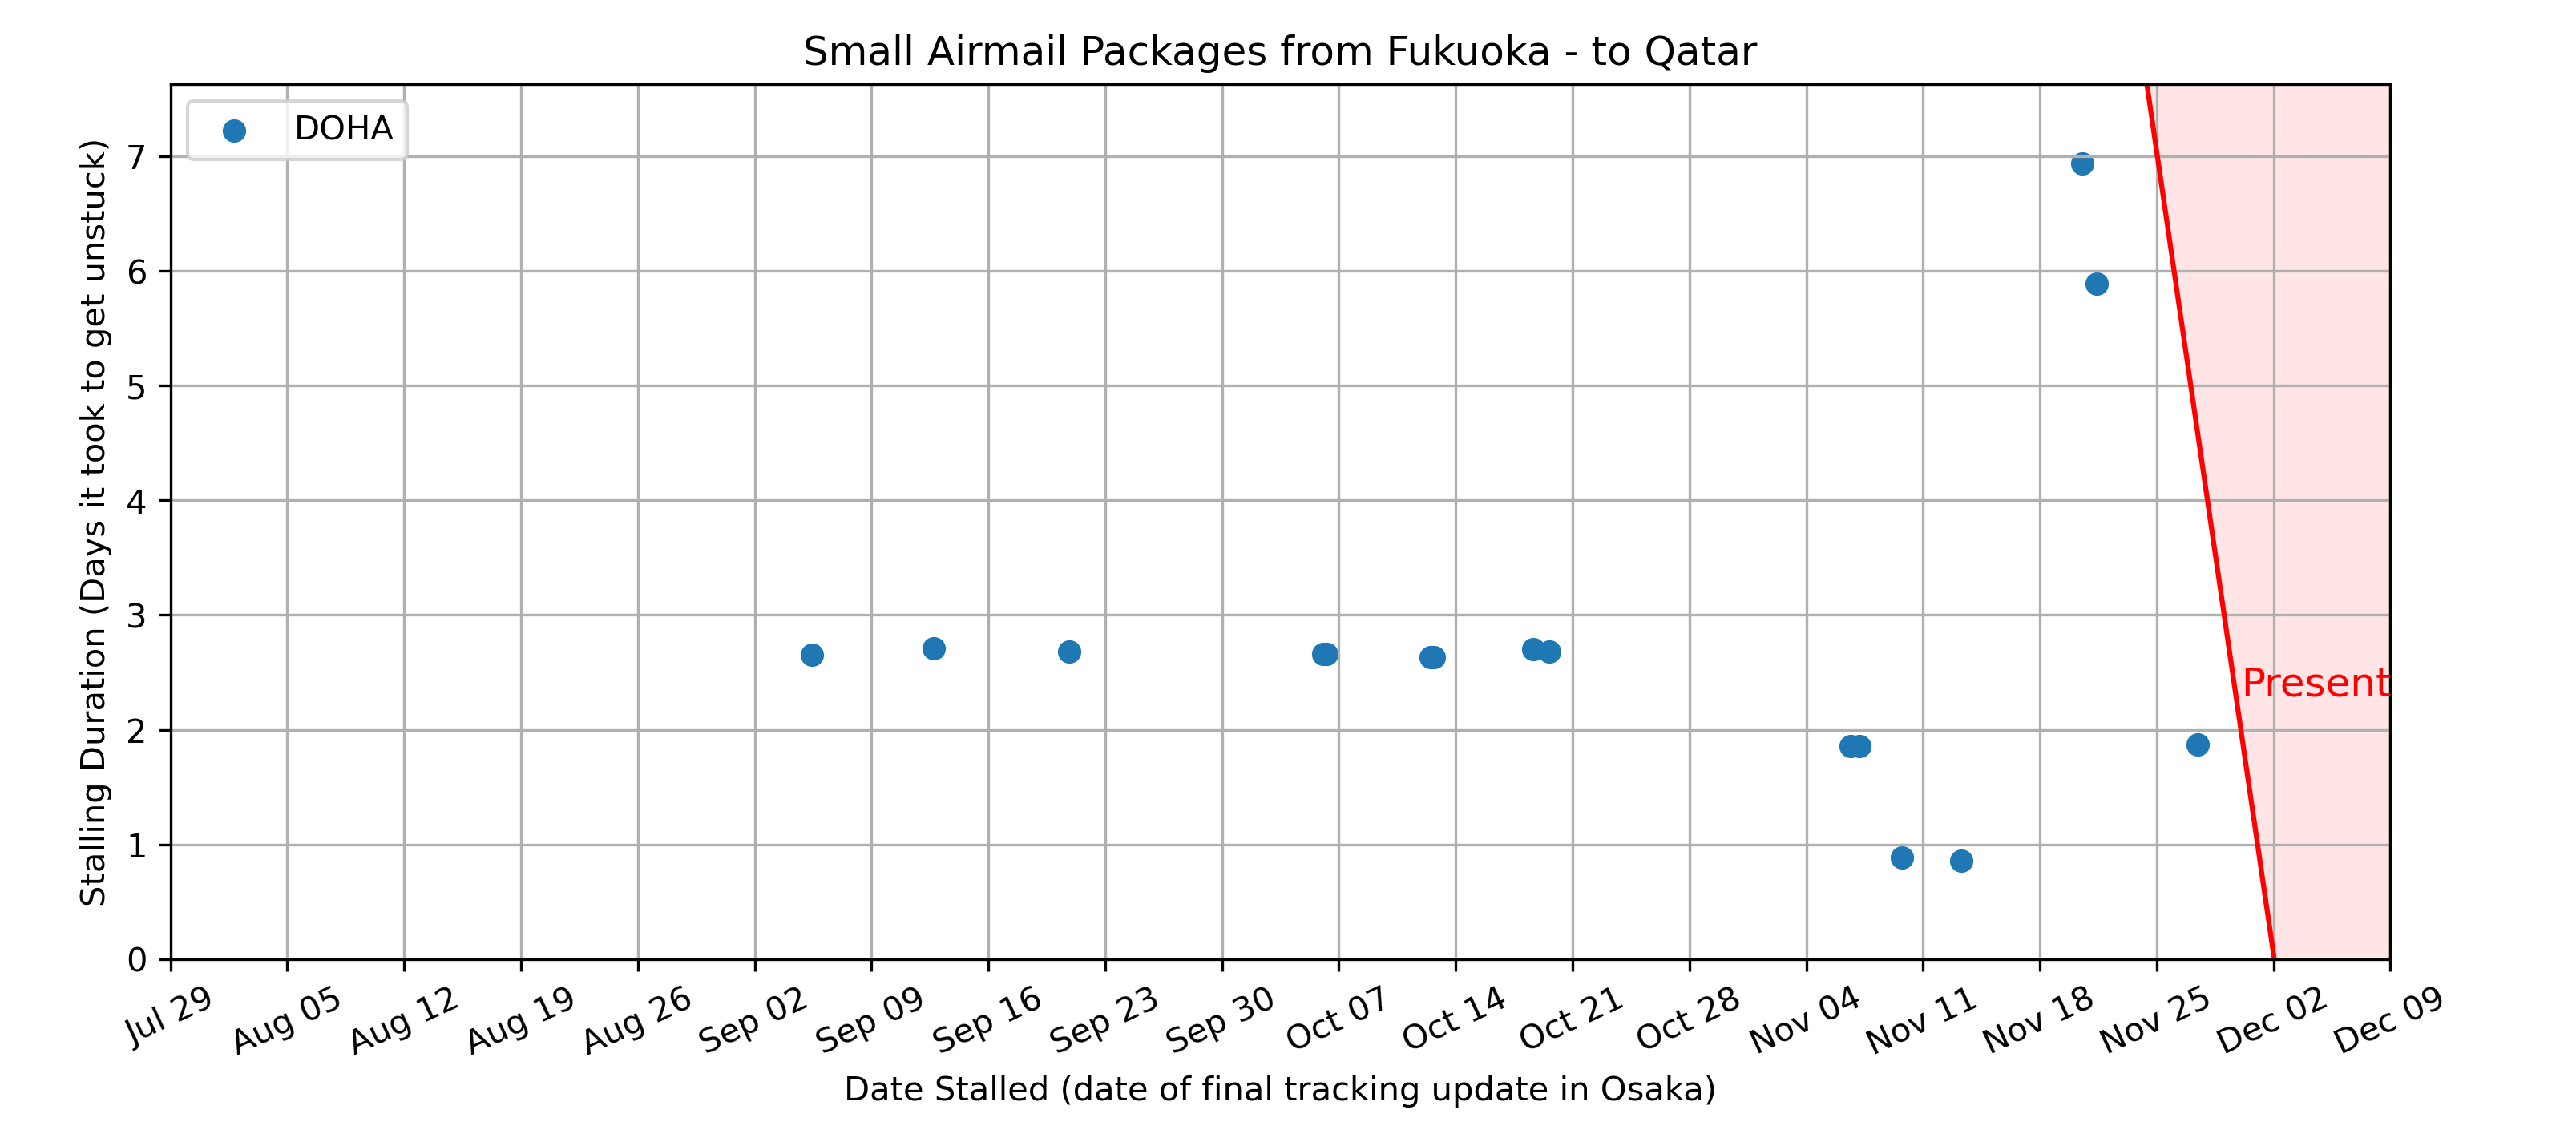 Small Airmail Packages from Fukuoka - to Qatar
DOHA
Stalling Duration (Days it took to get unstuck)
7
6
5
4
3
2
1
0
Present
Jul 29
Aug 05
Aug 12
Aug 19
Aug 26
Sep 02
Sep 09
Sep 16
Sep 23
Sep 30
Oct 07
Oct 14
Oct 21
Oct 28
Nov 04
Nov 11
Nov 18
Nov 25
Dec 02
Dec 09
Date Stalled (date of final tracking update in Osaka)